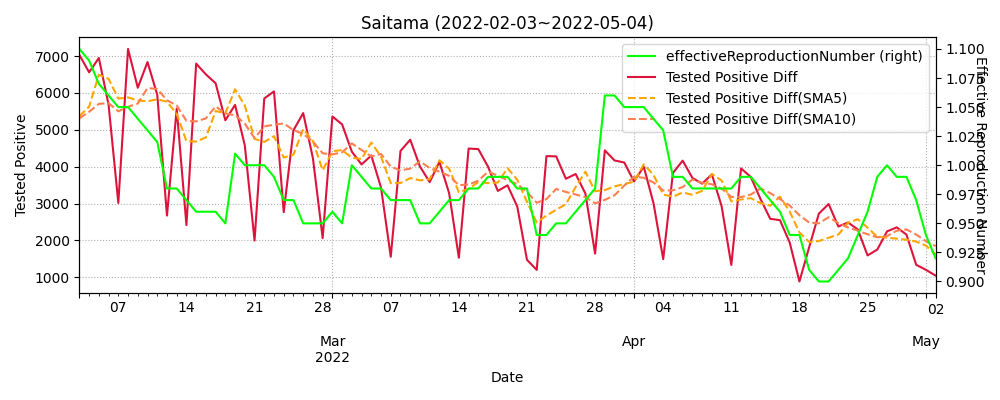 Saitama (2022-02-03~2022-05-04)
effectiveReproductionNumber (right)
Tested Positive Diff
Tested Positive Diff(SMA5)
Tested Positive Diff(SMA10)
Tested Positive
7000
6000
5000
4000
3000
2000
1000
1.100
1.075
1.050
1.025
1.000
0.975
0.950
0.925
0.900
Effective Reproduction Number
07 14 21 28 07 14 21 28 04 11 18 25 02
Mar Apr May
2022
Date